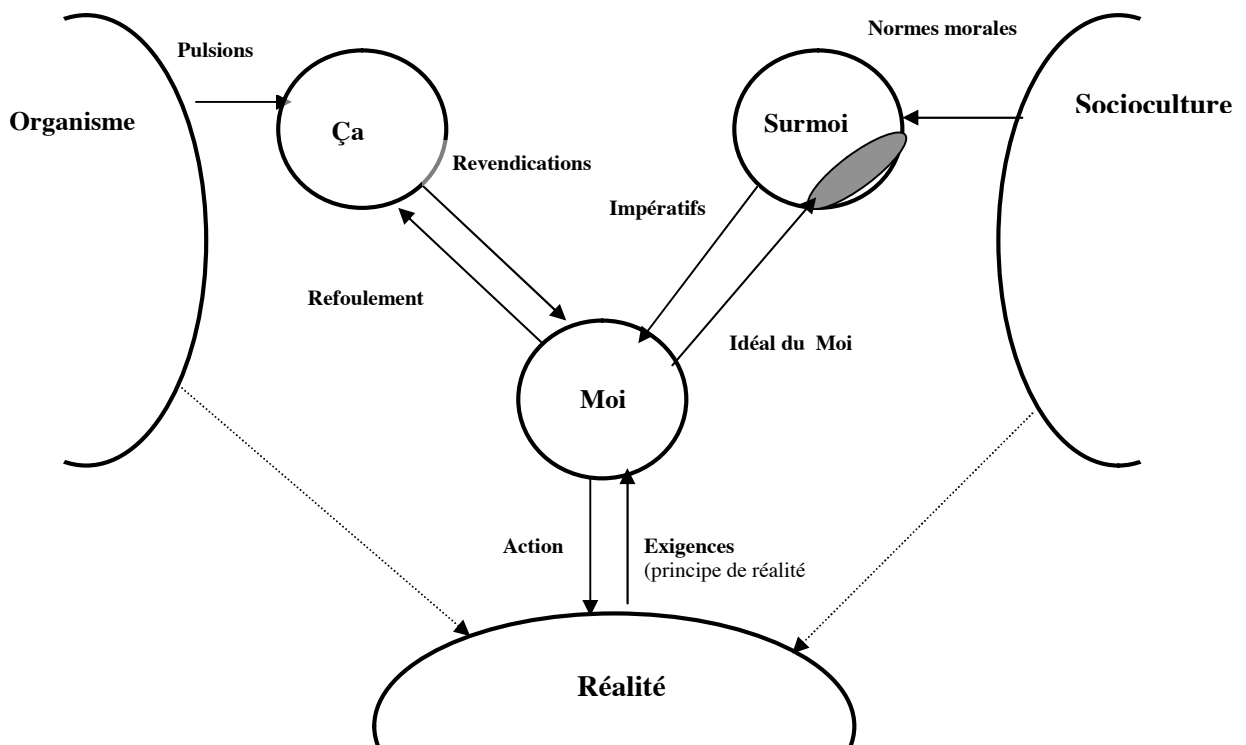 Normes morales
Pulsions
Socioculture
Organisme
Ça
Surmoi
Revendications
Impératifs
Refoulement
Idéal du Moi
Moi
Action
Exigences
(principe de réalité
Réalité